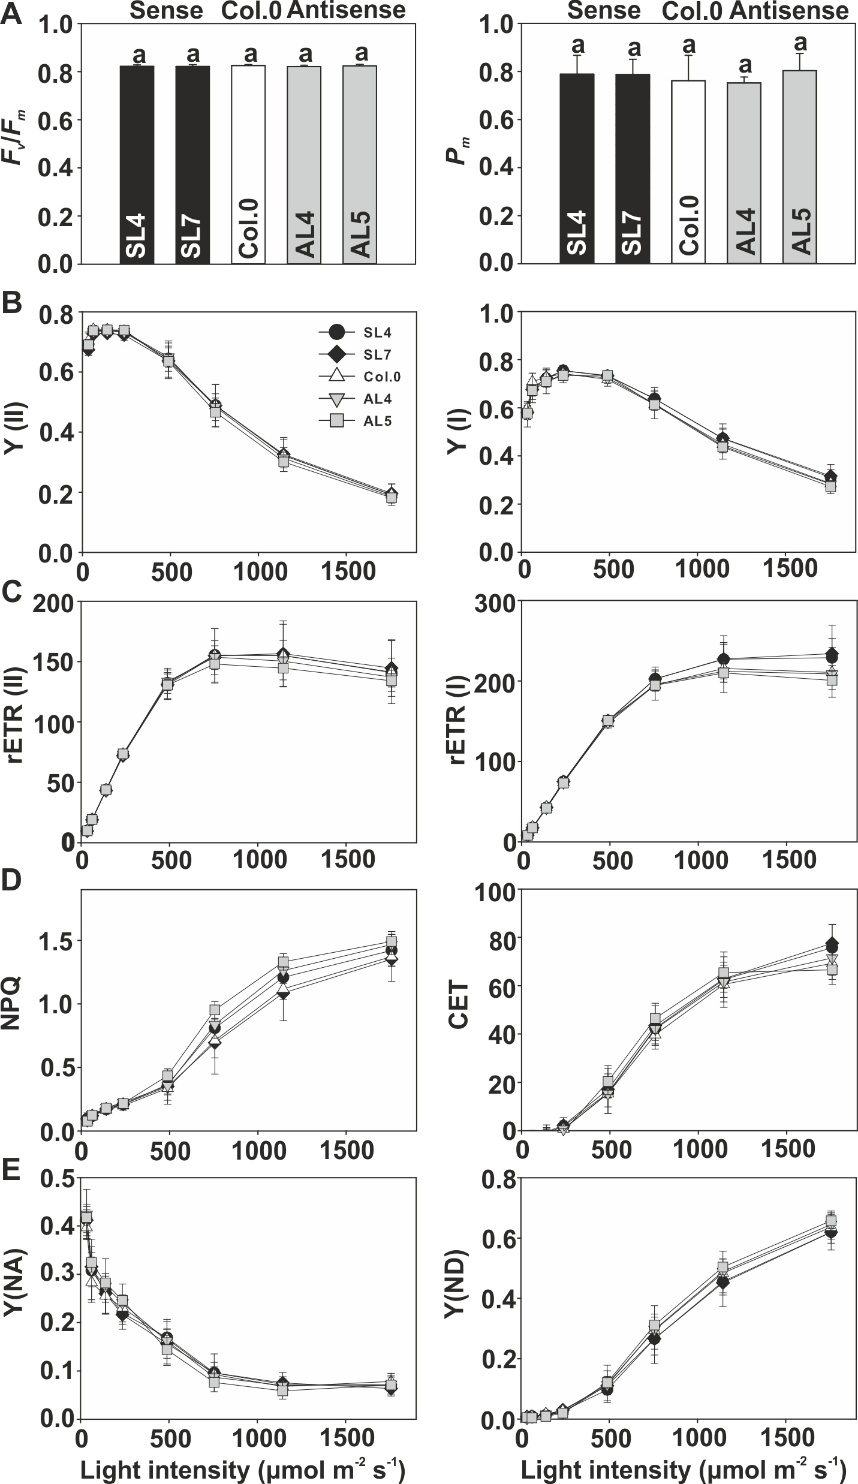 A
Sense Col.0 Antisense
Fv/Fm
1.0
0.8
0.6
0.4
0.2
0.0
a a a a a
SL4 SL7 Col.0 AL4 AL5
Sense Col.0 Antisense
Pm
1.0
0.8
0.6
0.4
0.2
0.0
a a a a a
SL4 SL7 Col.0 AL4 AL5
B
Y (II)
0.8
0.6
0.4
0.2
0.0
0 500 1000 1500
SL4
SL7
Col.0
AL4
AL5
Y (I)
1.0
0.8
0.6
0.4
0.2
0.0
0 500 1000 1500
C
rETR (II)
200
150
100
50
0
0 500 1000 1500
rETR (I)
300
200
100
0
0 500 1000 1500
D
NPQ
1.5
1.0
0.5
0.0
0 500 1000 1500
CET
100
80
60
40
20
0
0 500 1000 1500
E
Y(NA)
0.5
0.4
0.3
0.2
0.1
0.0
0 500 1000 1500
Light intensity (µmol m⁻² s⁻¹)
Y(ND)
0.8
0.6
0.4
0.2
0.0
0 500 1000 1500
Light intensity (µmol m⁻² s⁻¹)